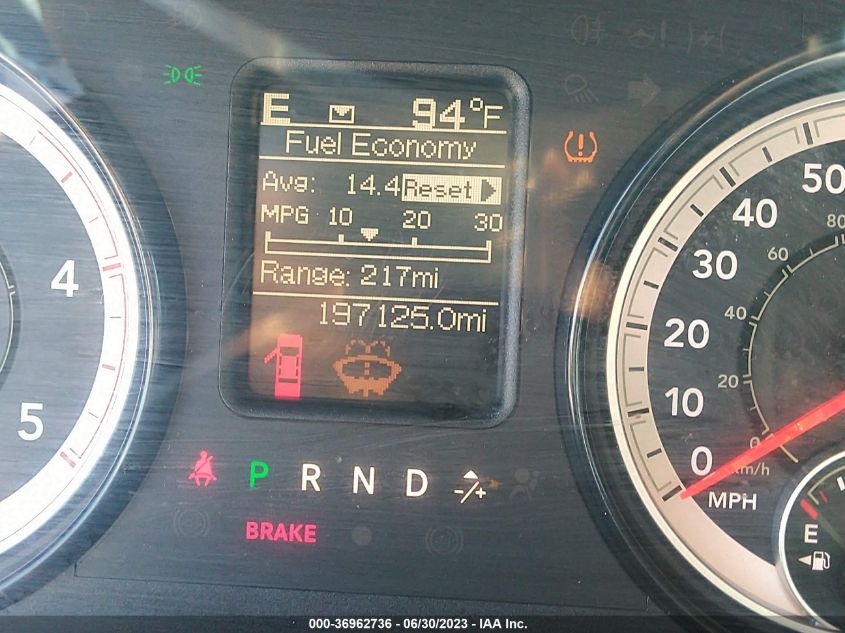 E 94°F
Fuel Economy
Avg: 14.4 Reset
MPG 10 20 30
Range: 217mi
197125.0mi
P R N D -/+
BRAKE
4
5
50
40
30
20
10
0
MPH
80
60
40
20
0
km/h
E
000-36962736 - 06/30/2023 - IAA Inc.